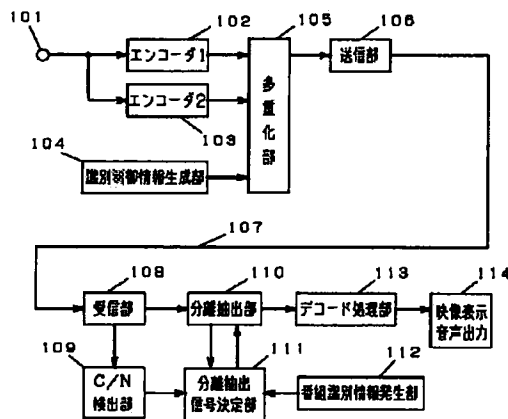 101
102
105
106
エンコーダ1
送信部
エンコーダ2
多重化部
103
104
識別制御情報生成部
107
108
110
113
114
受信部
分離抽出部
デコード処理部
映像表示
音声出力
109
111
112
C/N
検出部
分離抽出
信号決定部
番組識別情報発生部